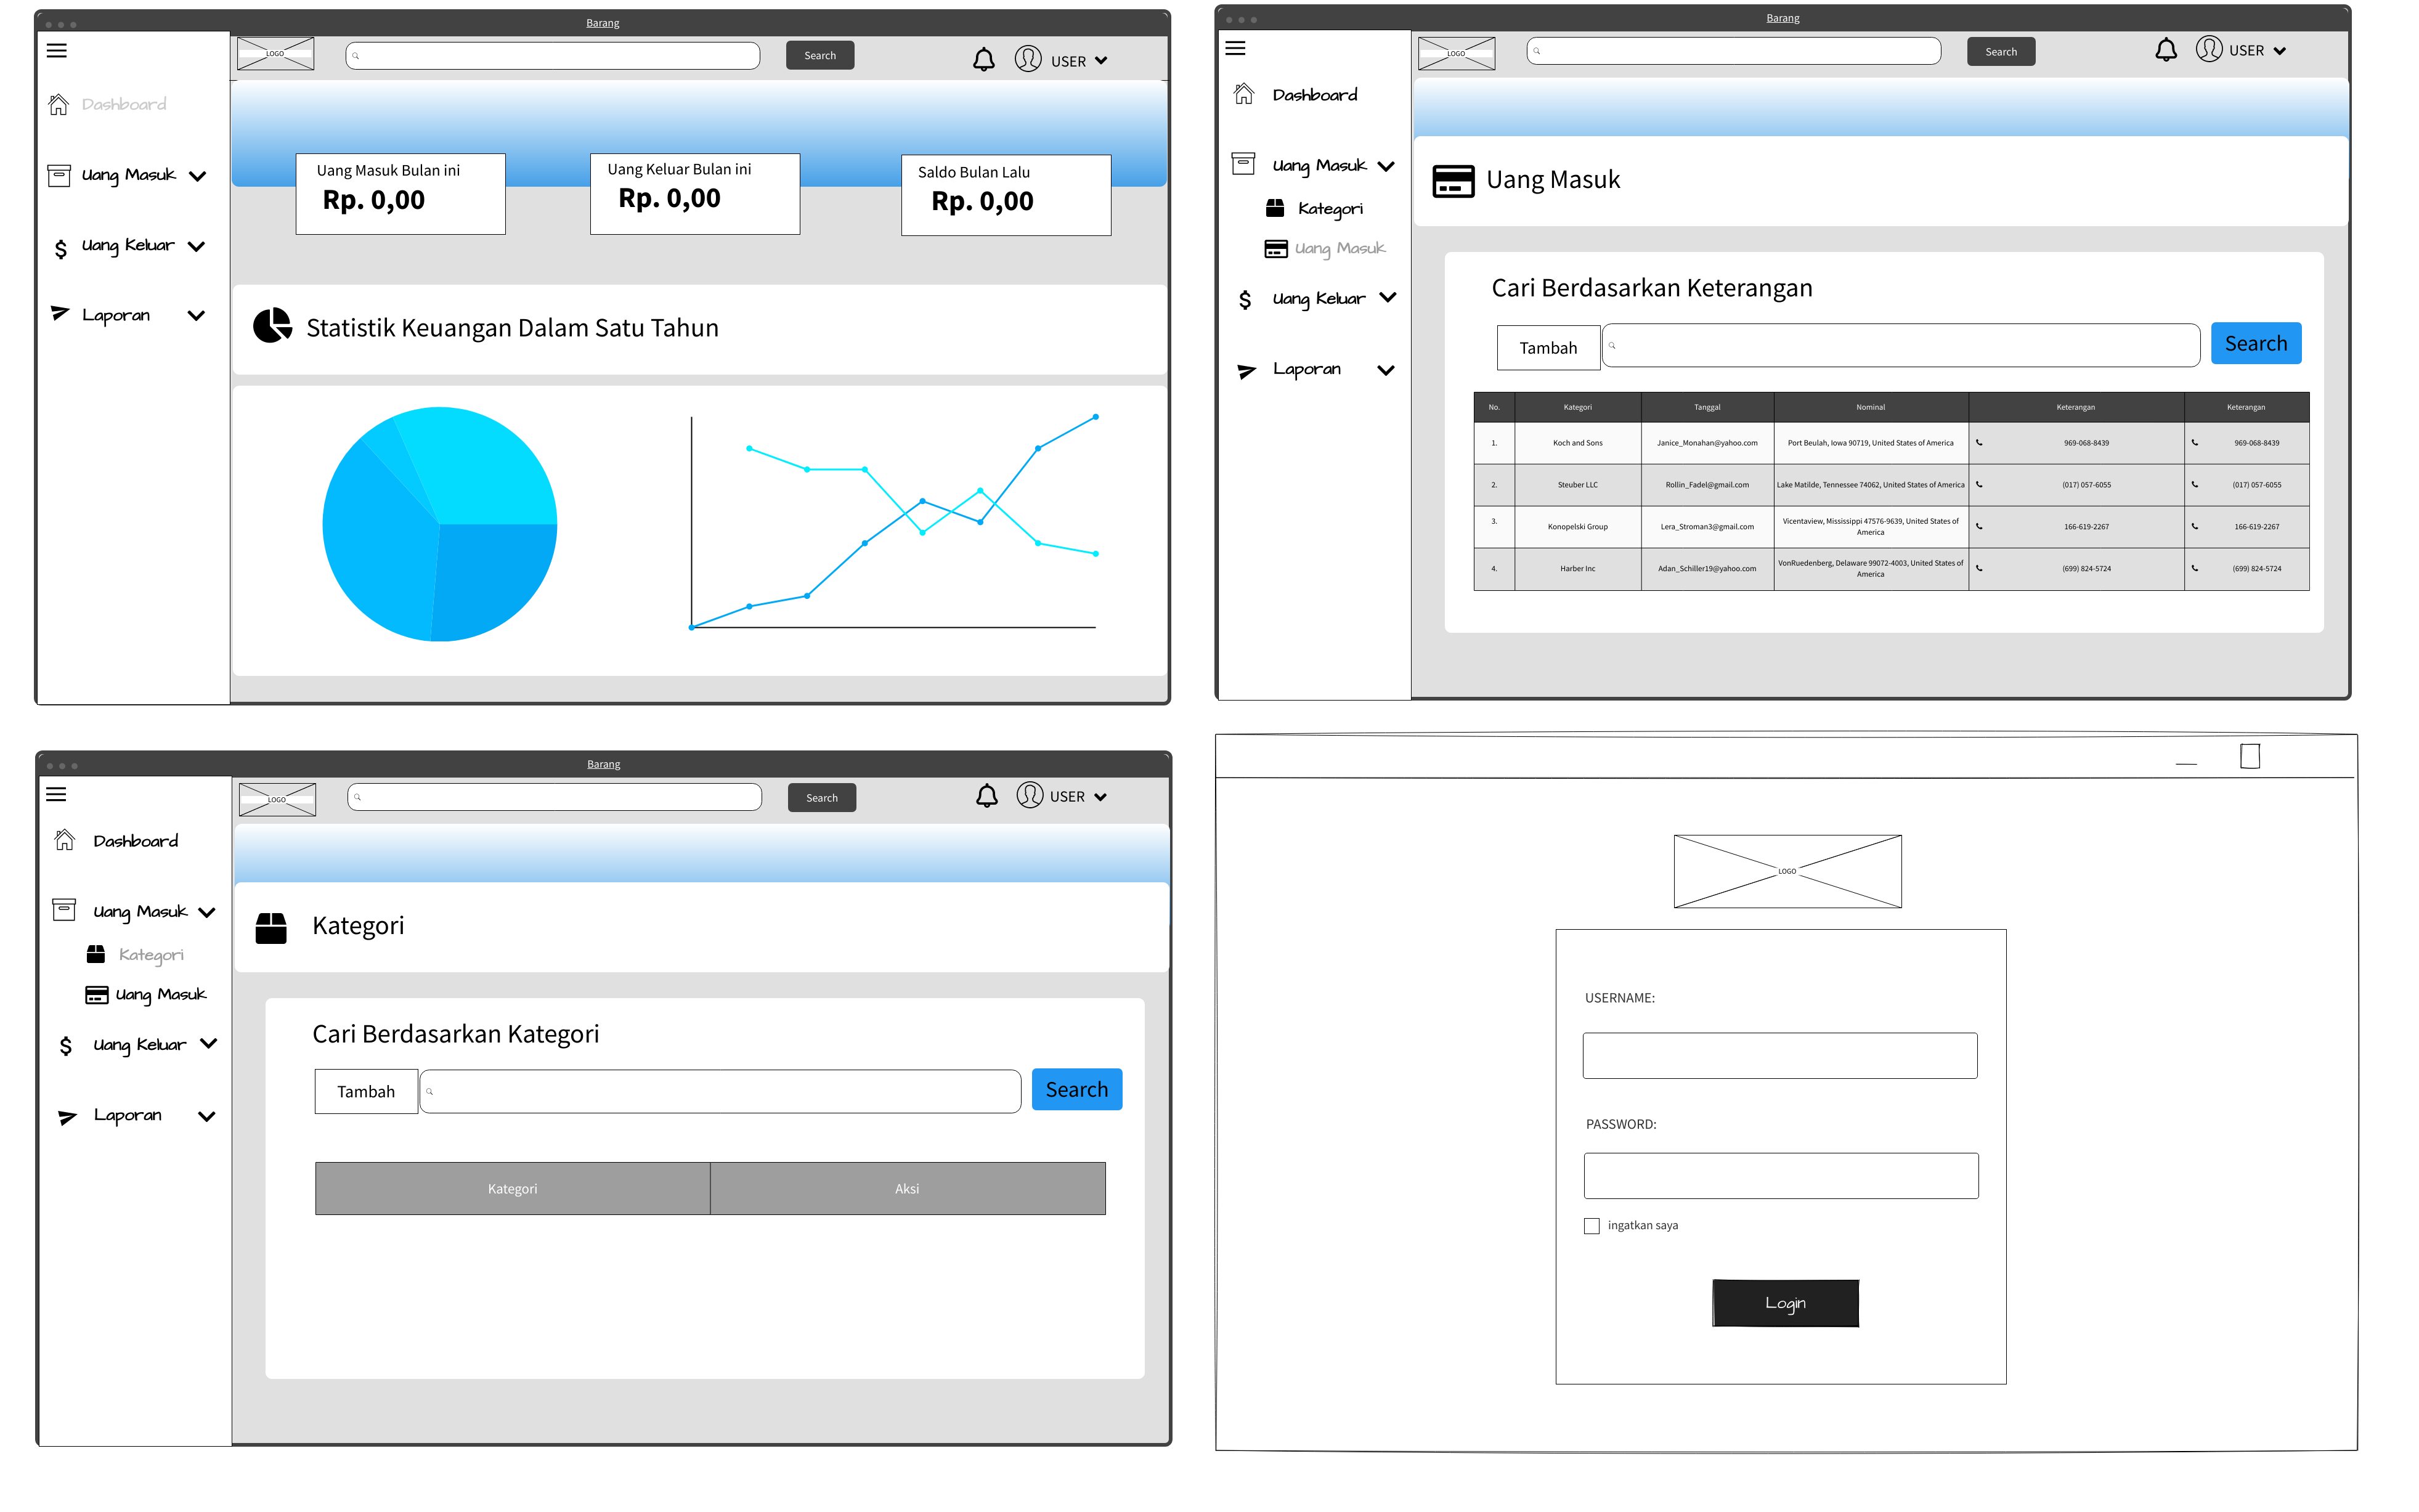 Barang
LOGO
Search
USER
Dashboard
Uang Masuk
Uang Keluar
Laporan
Uang Masuk Bulan ini
Rp. 0,00
Uang Keluar Bulan ini
Rp. 0,00
Saldo Bulan Lalu
Rp. 0,00
Statistik Keuangan Dalam Satu Tahun
Barang
LOGO
Search
USER
Dashboard
Uang Masuk
Kategori
Uang Masuk
Uang Keluar
Laporan
Uang Masuk
Cari Berdasarkan Keterangan
Tambah
Search
No. Kategori Tanggal Nominal Keterangan Keterangan
1. Koch and Sons Janice_Monahan@yahoo.com Port Beulah, Iowa 90719, United States of America 969-068-8439 969-068-8439
2. Steuber LLC Rollin_Fadel@gmail.com Lake Matilde, Tennessee 74062, United States of America (017) 057-6055 (017) 057-6055
3. Konopelski Group Lera_Stroman3@gmail.com Vicentaview, Mississippi 47576-9639, United States of
America 166-619-2267 166-619-2267
4. Harber Inc Adan_Schiller19@yahoo.com VonRuedenberg, Delaware 99072-4003, United States of
America (699) 824-5724 (699) 824-5724
Barang
LOGO
Search
USER
Dashboard
Uang Masuk
Kategori
Uang Masuk
Uang Keluar
Laporan
Kategori
Cari Berdasarkan Kategori
Tambah
Search
Kategori Aksi
LOGO
USERNAME:
PASSWORD:
ingatkan saya
Login